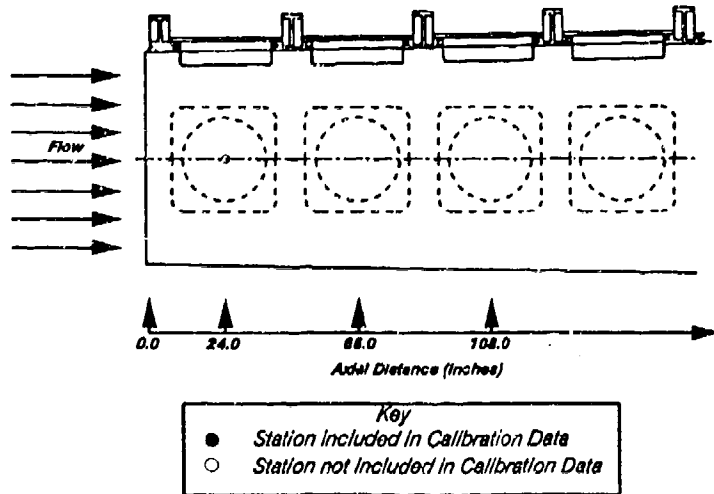 Flow
0.0 24.0 66.0 108.0
Axial Distance (Inches)
Key
Station Included In Calibration Data
Station not Included in Calibration Data